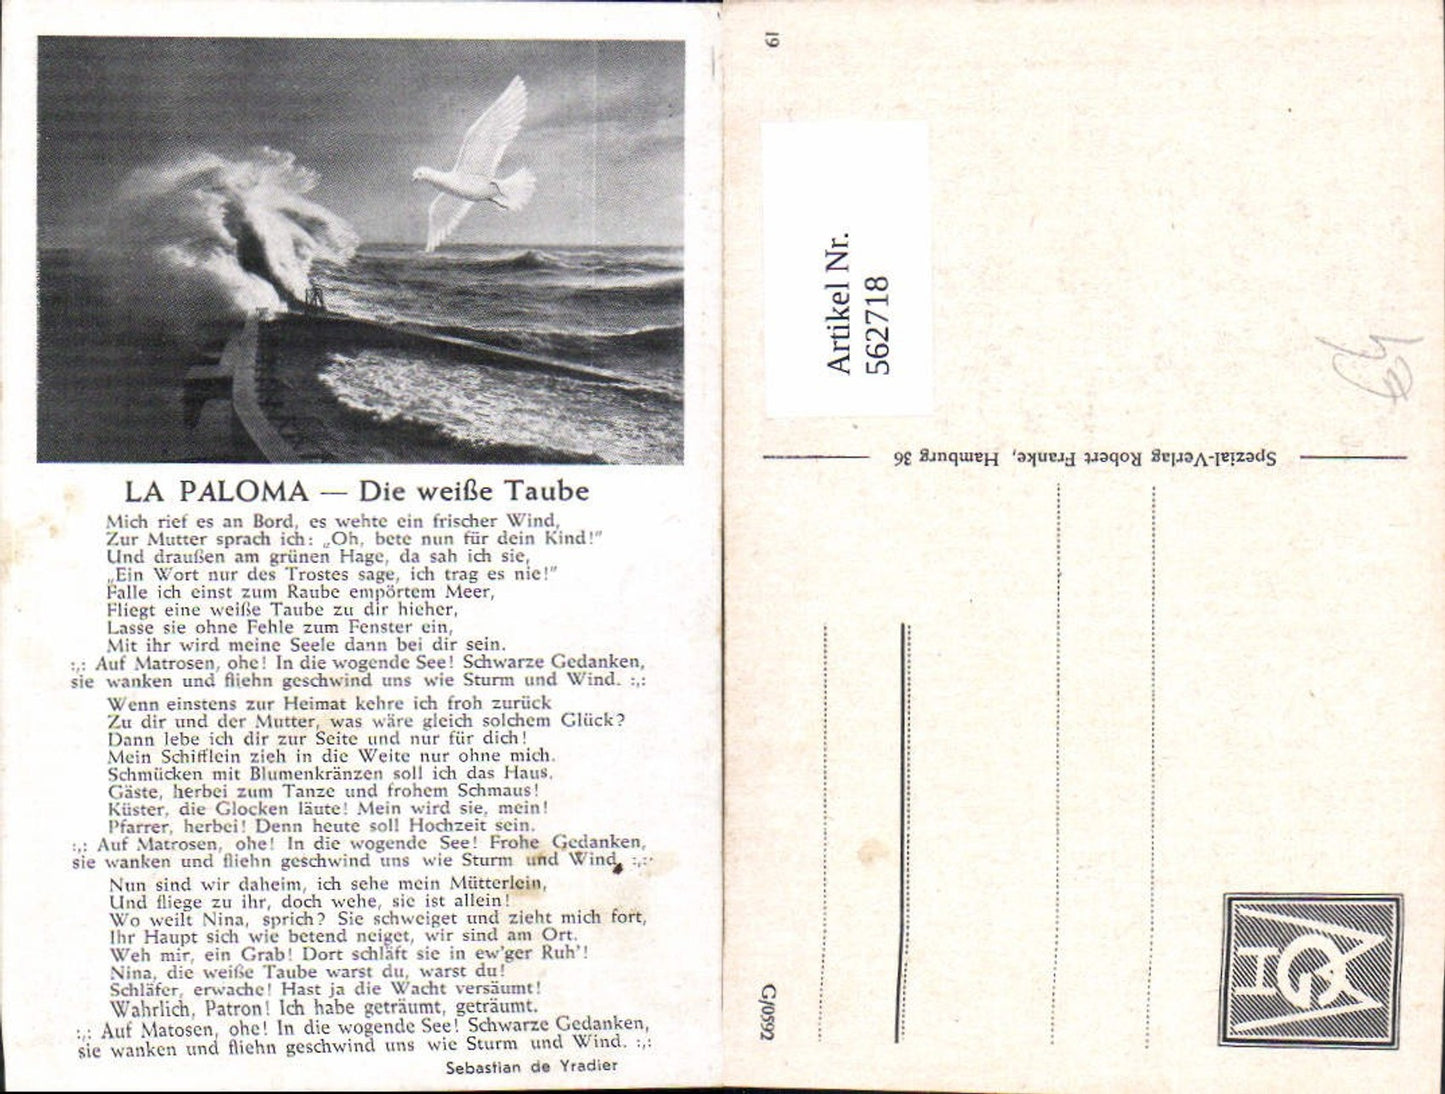 LA PALOMA — Die weiße Taube
Mich rief es an Bord, es wehte ein frischer Wind,
Zur Mutter sprach ich: „Oh, bete nun für dein Kind!”
Und draußen am grünen Hage, da sah ich sie,
„Ein Wort nur des Trostes sage, ich trag es nie!”
Falle ich einst zum Raube empörtem Meer,
Fliegt eine weiße Taube zu dir hieher,
Lasse sie ohne Fehle zum Fenster ein,
Mit ihr wird meine Seele dann bei dir sein.
:,: Auf Matrosen, ohe! In die wogende See! Schwarze Gedanken,
sie wanken und fliehn geschwind uns wie Sturm und Wind. :,:
Wenn einstens zur Heimat kehre ich froh zurück
Zu dir und der Mutter, was wäre gleich solchem Glück?
Dann lebe ich dir zur Seite und nur für dich!
Mein Schifflein zieh in die Weite nur ohne mich.
Schmücken mit Blumenkränzen soll ich das Haus,
Gäste, herbei zum Tanze und frohem Schmaus!
Küster, die Glocken läute! Mein wird sie, mein!
Pfarrer, herbei! Denn heute soll Hochzeit sein.
:,: Auf Matrosen, ohe! In die wogende See! Frohe Gedanken,
sie wanken und fliehn geschwind uns wie Sturm und Wind. :,:
Nun sind wir daheim, ich sehe mein Mütterlein,
Und fliege zu ihr, doch wehe, sie ist allein!
Wo weilt Nina, sprich? Sie schweiget und zieht mich fort,
Ihr Haupt sich wie betend neiget, wir sind am Ort.
Weh mir, ein Grab! Dort schläft sie in ew'ger Ruh'!
Nina, die weiße Taube warst du, warst du!
Schläfer, erwache! Hast ja die Wacht versäumt!
Wahrlich, Patron! Ich habe geträumt, geträumt.
:,: Auf Matosen, ohe! In die wogende See! Schwarze Gedanken,
sie wanken und fliehn geschwind uns wie Sturm und Wind. :,:
Sebastian de Yradier
19
Artikel Nr.
562718
Spezial-Verlag Robert Franke, Hamburg 36
G/0592